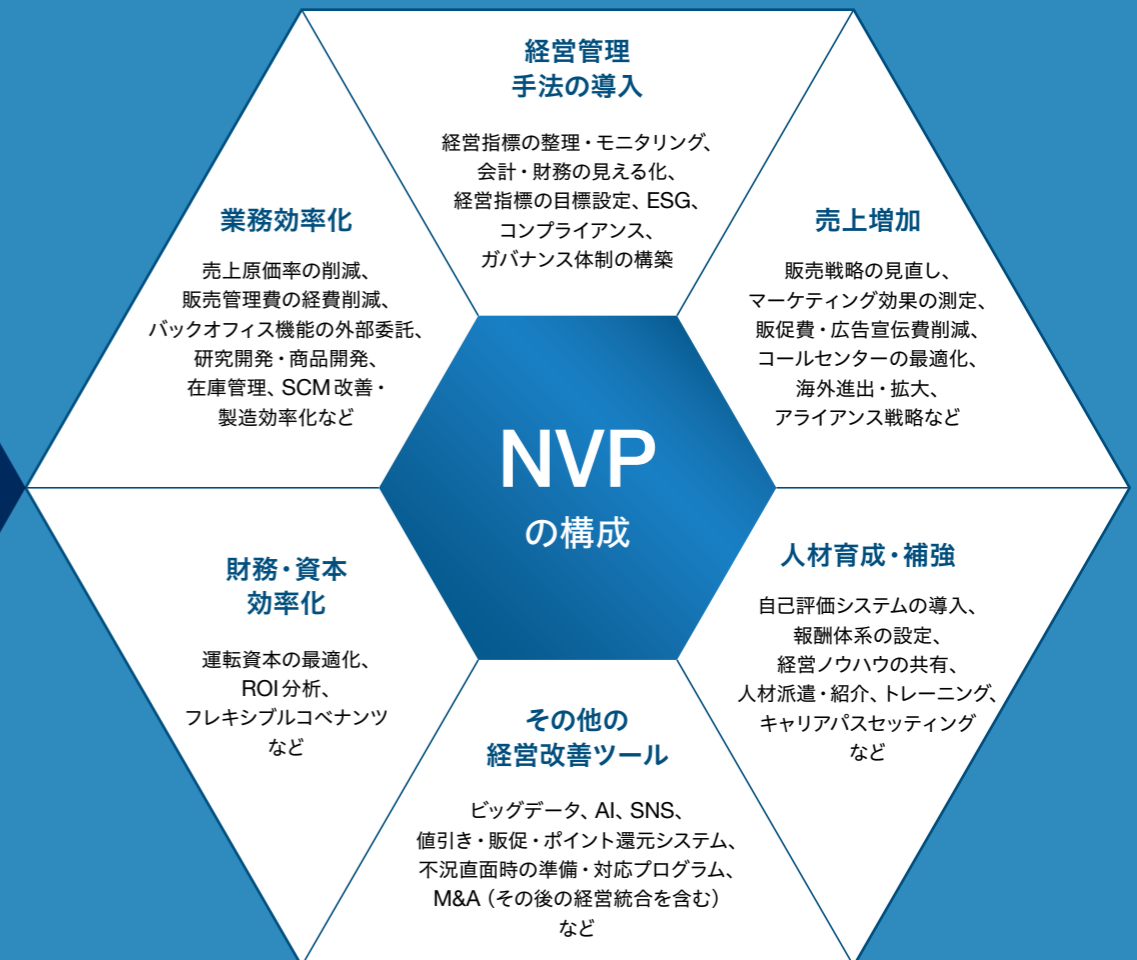 経営管理
手法の導入
経営指標の整理・モニタリング、
会計・財務の見える化、
経営指標の目標設定、ESG、
コンプライアンス、
ガバナンス体制の構築
業務効率化
売上原価率の削減、
販売管理費の経費削減、
バックオフィス機能の外部委託、
研究開発・商品開発、
在庫管理、SCM改善・
製造効率化など
売上増加
販売戦略の見直し、
マーケティング効果の測定、
販促費・広告宣伝費削減、
コールセンターの最適化、
海外進出・拡大、
アライアンス戦略など
NVP
の構成
財務・資本
効率化
運転資本の最適化、
ROI分析、
フレキシブルコベナンツ
など
人材育成・補強
自己評価システムの導入、
報酬体系の設定、
経営ノウハウの共有、
人材派遣・紹介、トレーニング、
キャリアパスセッティング
など
その他の
経営改善ツール
ビッグデータ、AI、SNS、
値引き・販促・ポイント還元システム、
不況直面時の準備・対応プログラム、
M&A（その後の経営統合を含む）
など